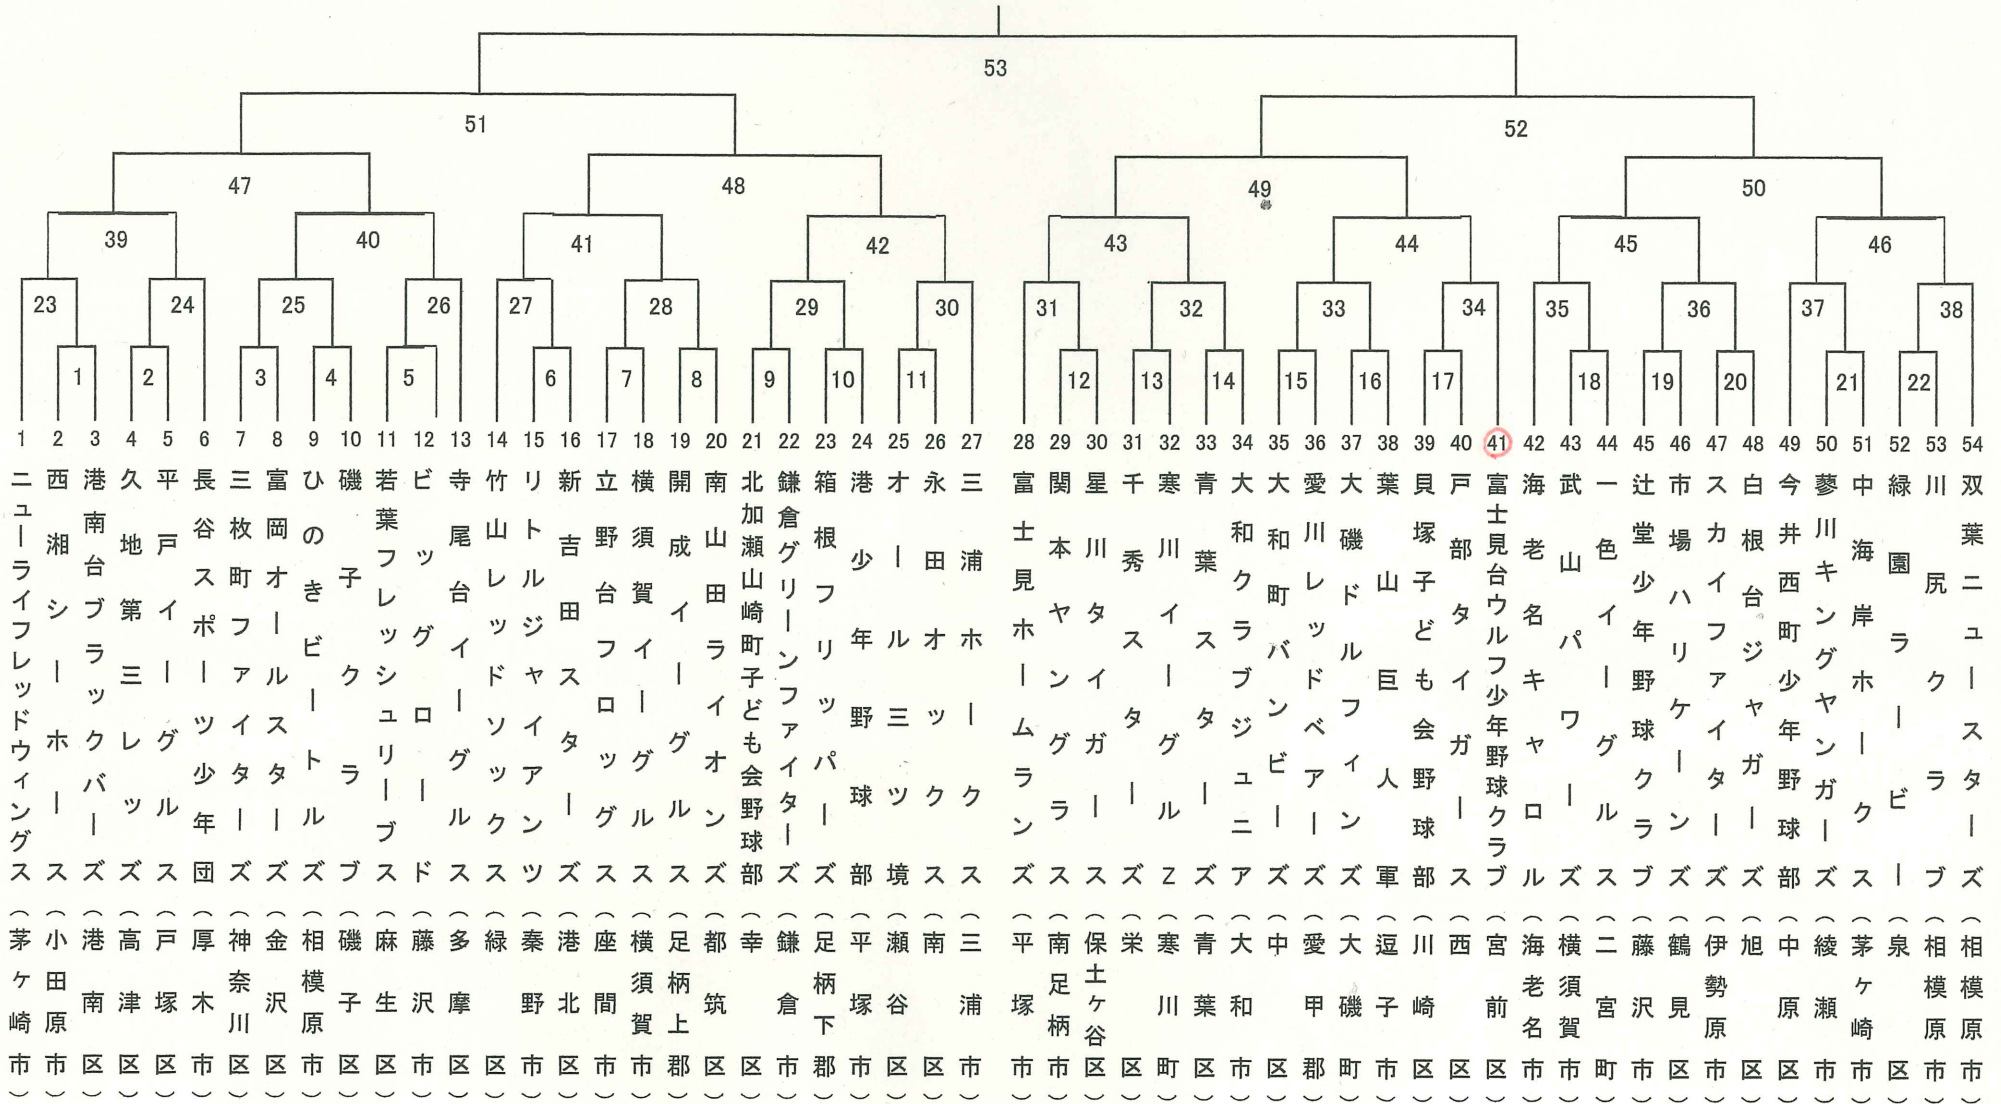 53
51
52
47
48
49
50
39
40
41
42
43
44
45
46
23
24
25
26
27
28
29
30
31
32
33
34
35
36
37
38
1
2
3
4
5
6
7
8
9
10
11
12
13
14
15
16
17
18
19
20
21
22
1 ニューライフレッドウィングス（茅ヶ崎市）
2 西湘シーホース（小田原市）
3 港南台ブラックバーズ（港南区）
4 久地第三レッズ（高津区）
5 平戸イーグルス（戸塚区）
6 長谷スポーツ少年団（厚木市）
7 三枚町ファイターズ（神奈川区）
8 富岡オールスターズ（金沢区）
9 ひのきビートルズ（相模原市）
10 磯子クラブ（磯子区）
11 若葉フレッシュリーブス（麻生区）
12 ビッグロード（藤沢市）
13 寺尾台イーグルス（多摩区）
14 竹山レッドソックス（緑区）
15 リトルジャイアンツ（秦野市）
16 新吉田スターズ（港北区）
17 立野台フロッグス（座間市）
18 横須賀イーグルス（横須賀市）
19 開成イーグルス（足柄上郡）
20 南山田ライオンズ（都筑区）
21 北加瀬山崎町子ども会野球部（幸区）
22 鎌倉グリーンファイターズ（鎌倉市）
23 箱根フリッパーズ（足柄下郡）
24 港少年野球部（平塚市）
25 オール三ツ境（瀬谷区）
26 永田オックス（南区）
27 三浦ホークス（三浦市）
28 富士見ホームランズ（平塚市）
29 関本ヤングラス（南足柄市）
30 星川タイガース（保土ヶ谷区）
31 千秀スターズ（栄区）
32 寒川イーグルZ（寒川町）
33 青葉スターズ（青葉区）
34 大和クラブジュニア（大和市）
35 大和町バンビーズ（中区）
36 愛川レッドベアーズ（愛甲郡）
37 大磯ドルフィンズ（大磯町）
38 葉山巨人軍（逗子市）
39 貝塚子ども会野球部（川崎区）
40 戸部タイガース（西区）
41 富士見台ウルフ少年野球クラブ（宮前区）
42 海老名キャロル（海老名市）
43 武山パワーズ（横須賀市）
44 一色イーグルス（二宮町）
45 辻堂少年野球クラブ（藤沢市）
46 市場ハリケーンズ（鶴見区）
47 スカイファイターズ（伊勢原市）
48 白根台ジャガーズ（旭区）
49 今井西町少年野球部（中原区）
50 蓼川キングヤンガーズ（綾瀬市）
51 中海岸ホークス（茅ヶ崎市）
52 緑園ラービー（泉区）
53 川尻クラブ（相模原市）
54 双葉ニュースターズ（相模原市）